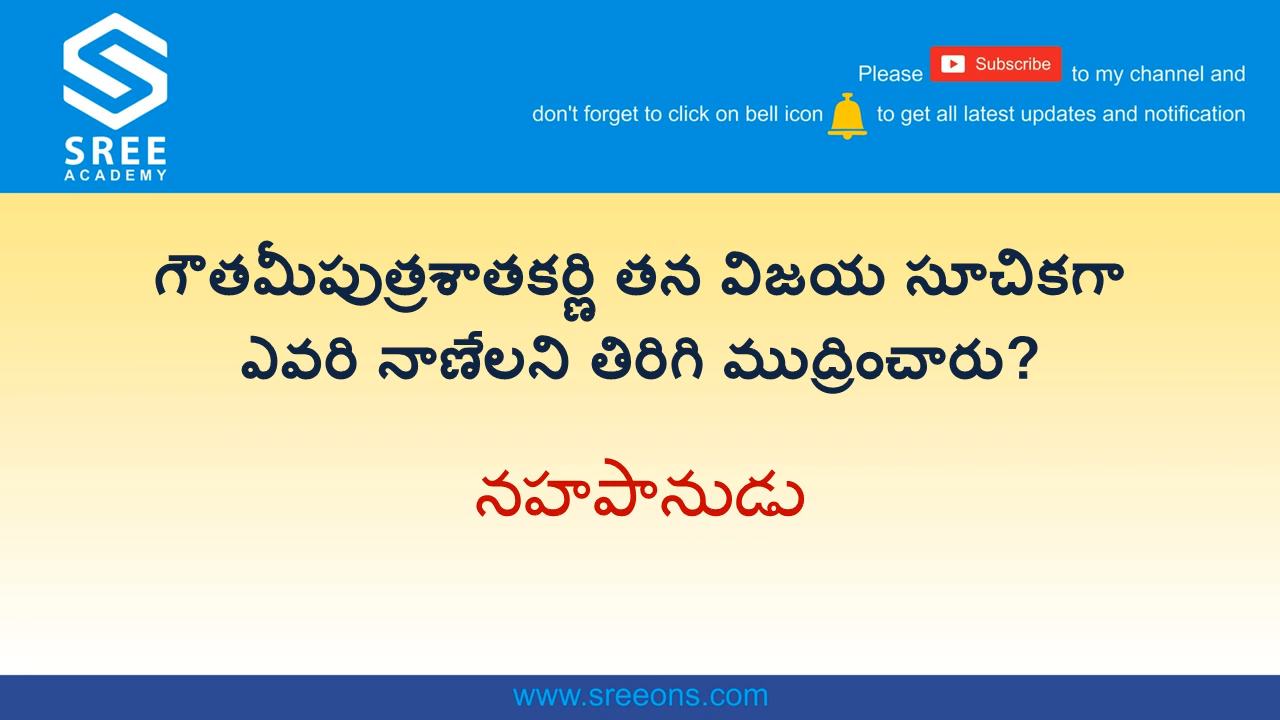 SREE
ACADEMY
Please Subscribe to my channel and
don't forget to click on bell icon to get all latest updates and notification
గౌతమీపుత్రశాతకర్ణి తన విజయ సూచికగా
ఎవరి నాణేలని తిరిగి ముద్రించారు?
నహపానుడు
www.sreeons.com